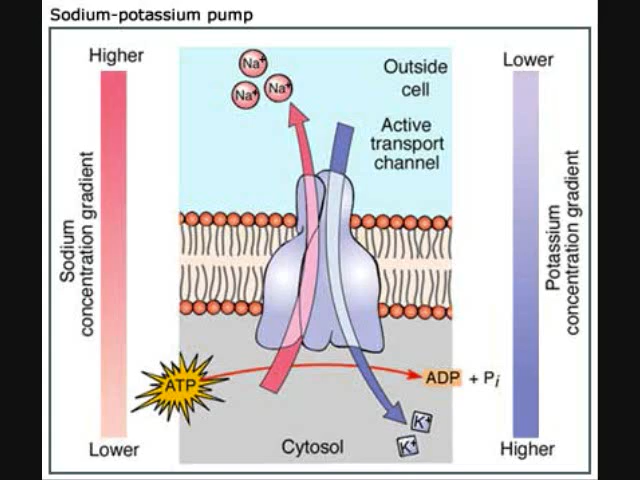 Sodium-potassium pump
Higher
Lower
Na+
Na+
Na+
Outside
cell
Active
transport
channel
Sodium
concentration gradient
Potassium
concentration gradient
ATP
ADP + Pi
K+
K+
Lower
Cytosol
Higher